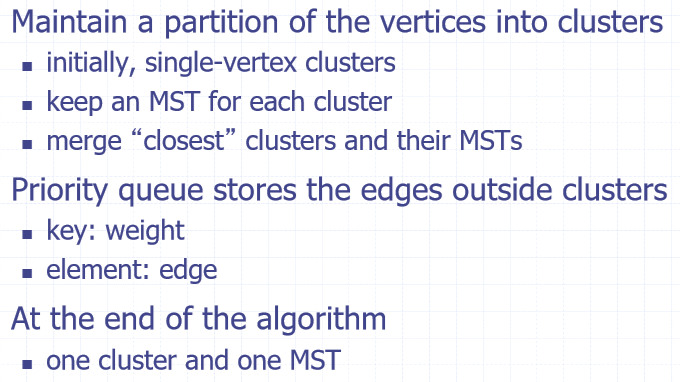 Maintain a partition of the vertices into clusters
▪ initially, single-vertex clusters
▪ keep an MST for each cluster
▪ merge “closest” clusters and their MSTs
Priority queue stores the edges outside clusters
▪ key: weight
▪ element: edge
At the end of the algorithm
▪ one cluster and one MST